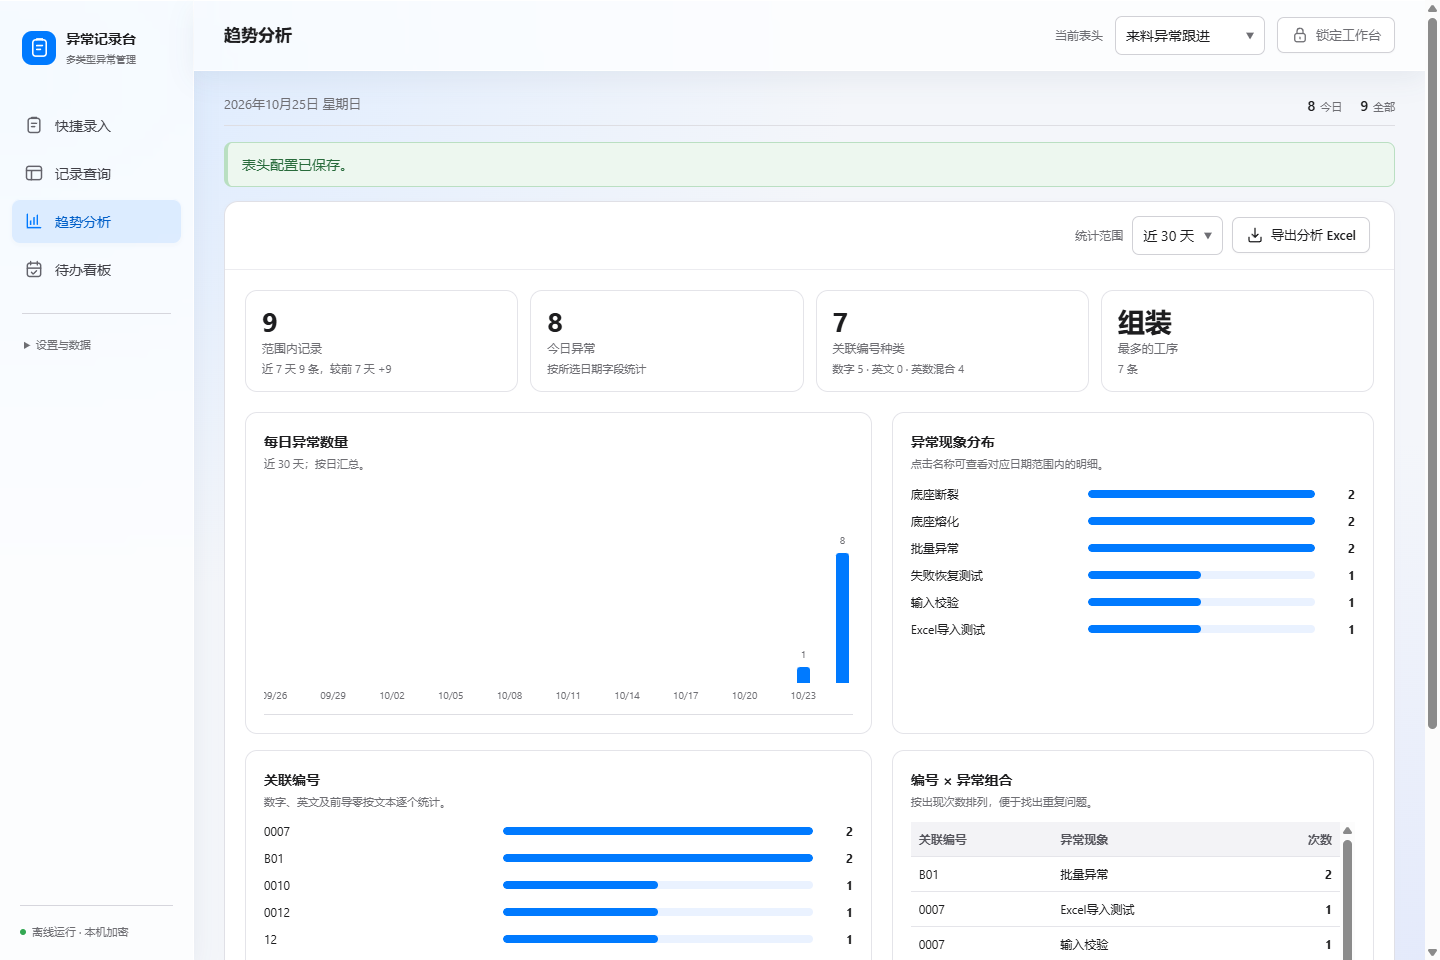 异常记录台
多类型异常管理
快捷录入
记录查询
趋势分析
待办看板
设置与数据
离线运行 · 本机加密
趋势分析
当前表头
来料异常跟进
锁定工作台
2026年10月25日 星期日
8 今日
9 全部
表头配置已保存。
统计范围
近 30 天
导出分析 Excel
9
范围内记录
近 7 天 9 条，较前 7 天 +9
8
今日异常
按所选日期字段统计
7
关联编号种类
数字 5 · 英文 0 · 英数混合 4
组装
最多的工序
7 条
每日异常数量
近 30 天；按日汇总。
8
1
09/26 09/29 10/02 10/05 10/08 10/11 10/14 10/17 10/20 10/23
异常现象分布
点击名称可查看对应日期范围内的明细。
底座断裂 2
底座熔化 2
批量异常 2
失败恢复测试 1
输入校验 1
Excel导入测试 1
关联编号
数字、英文及前导零按文本逐个统计。
0007 2
B01 2
0010 1
0012 1
12 1
编号 × 异常组合
按出现次数排列，便于找出重复问题。
关联编号 异常现象 次数
B01 批量异常 2
0007 Excel导入测试 1
0007 输入校验 1